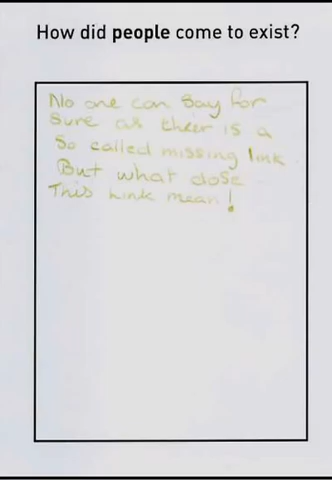 How did people come to exist?
No one can say for
sure as theer is a
So called missing link
But what dose
This Link mean!